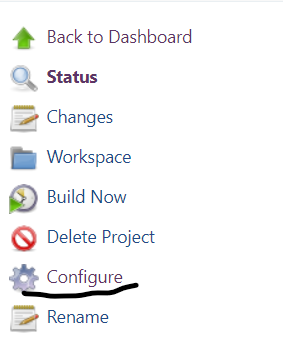 Back to Dashboard
Status
Changes
Workspace
Build Now
Delete Project
Configure
Rename